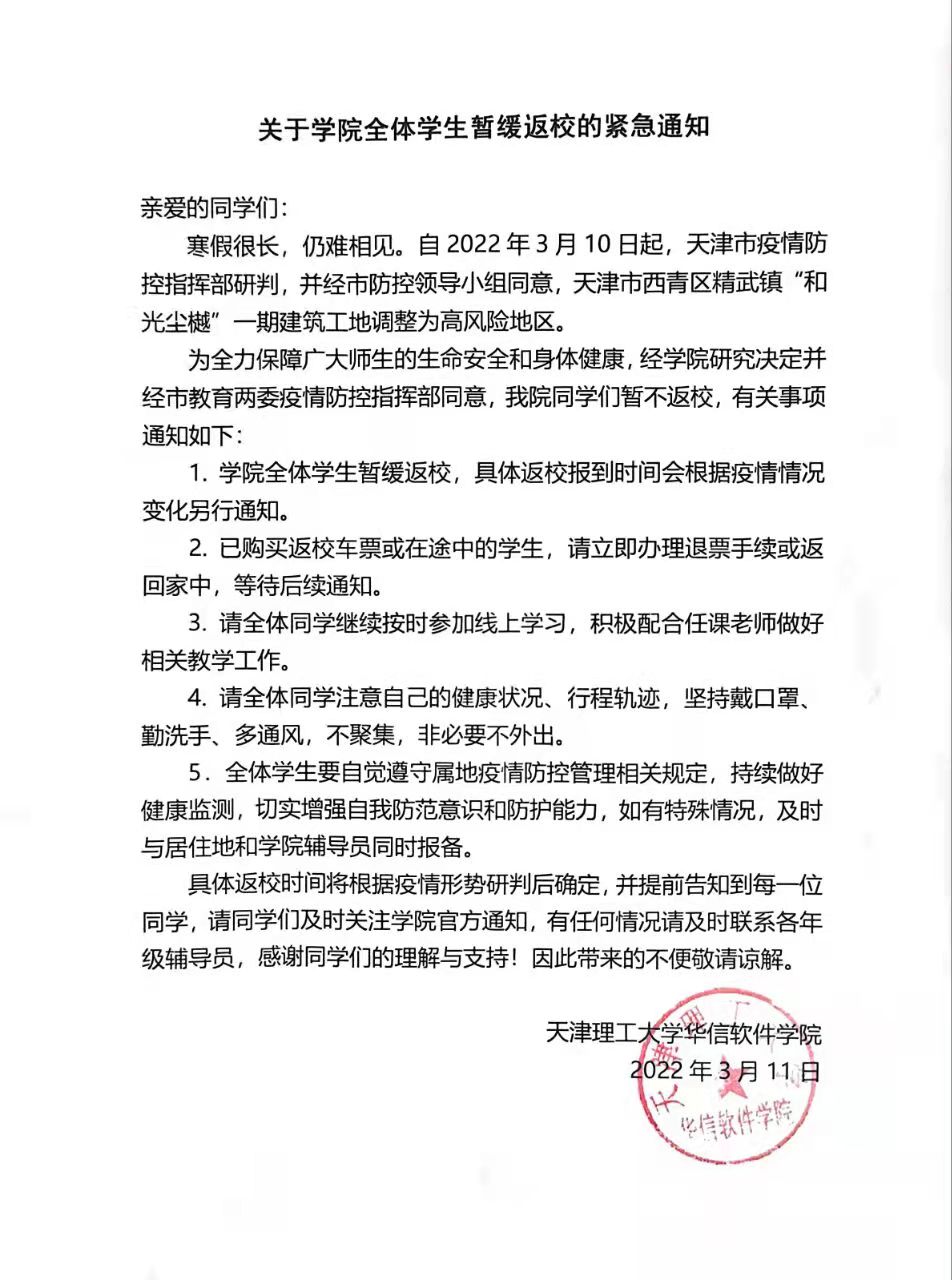 关于学院全体学生暂缓返校的紧急通知
亲爱的同学们：
寒假很长，仍难相见。自 2022 年 3 月 10 日起，天津市疫情防
控指挥部研判，并经市防控领导小组同意，天津市西青区精武镇“和
光尘樾”一期建筑工地调整为高风险地区。
为全力保障广大师生的生命安全和身体健康，经学院研究决定并
经市教育两委疫情防控指挥部同意，我院同学们暂不返校，有关事项
通知如下：
1. 学院全体学生暂缓返校，具体返校报到时间会根据疫情情况
变化另行通知。
2. 已购买返校车票或在途中的学生，请立即办理退票手续或返
回家中，等待后续通知。
3. 请全体同学继续按时参加线上学习，积极配合任课老师做好
相关教学工作。
4. 请全体同学注意自己的健康状况、行程轨迹，坚持戴口罩、
勤洗手、多通风，不聚集，非必要不外出。
5. 全体学生要自觉遵守属地疫情防控管理相关规定，持续做好
健康监测，切实增强自我防范意识和防护能力，如有特殊情况，及时
与居住地和学院辅导员同时报备。
具体返校时间将根据疫情形势研判后确定，并提前告知到每一位
同学，请同学们及时关注学院官方通知，有任何情况请及时联系各年
级辅导员，感谢同学们的理解与支持！因此带来的不便敬请谅解。
天津理工大学华信软件学院
2022 年 3 月 11 日
天津理
华信软件学院